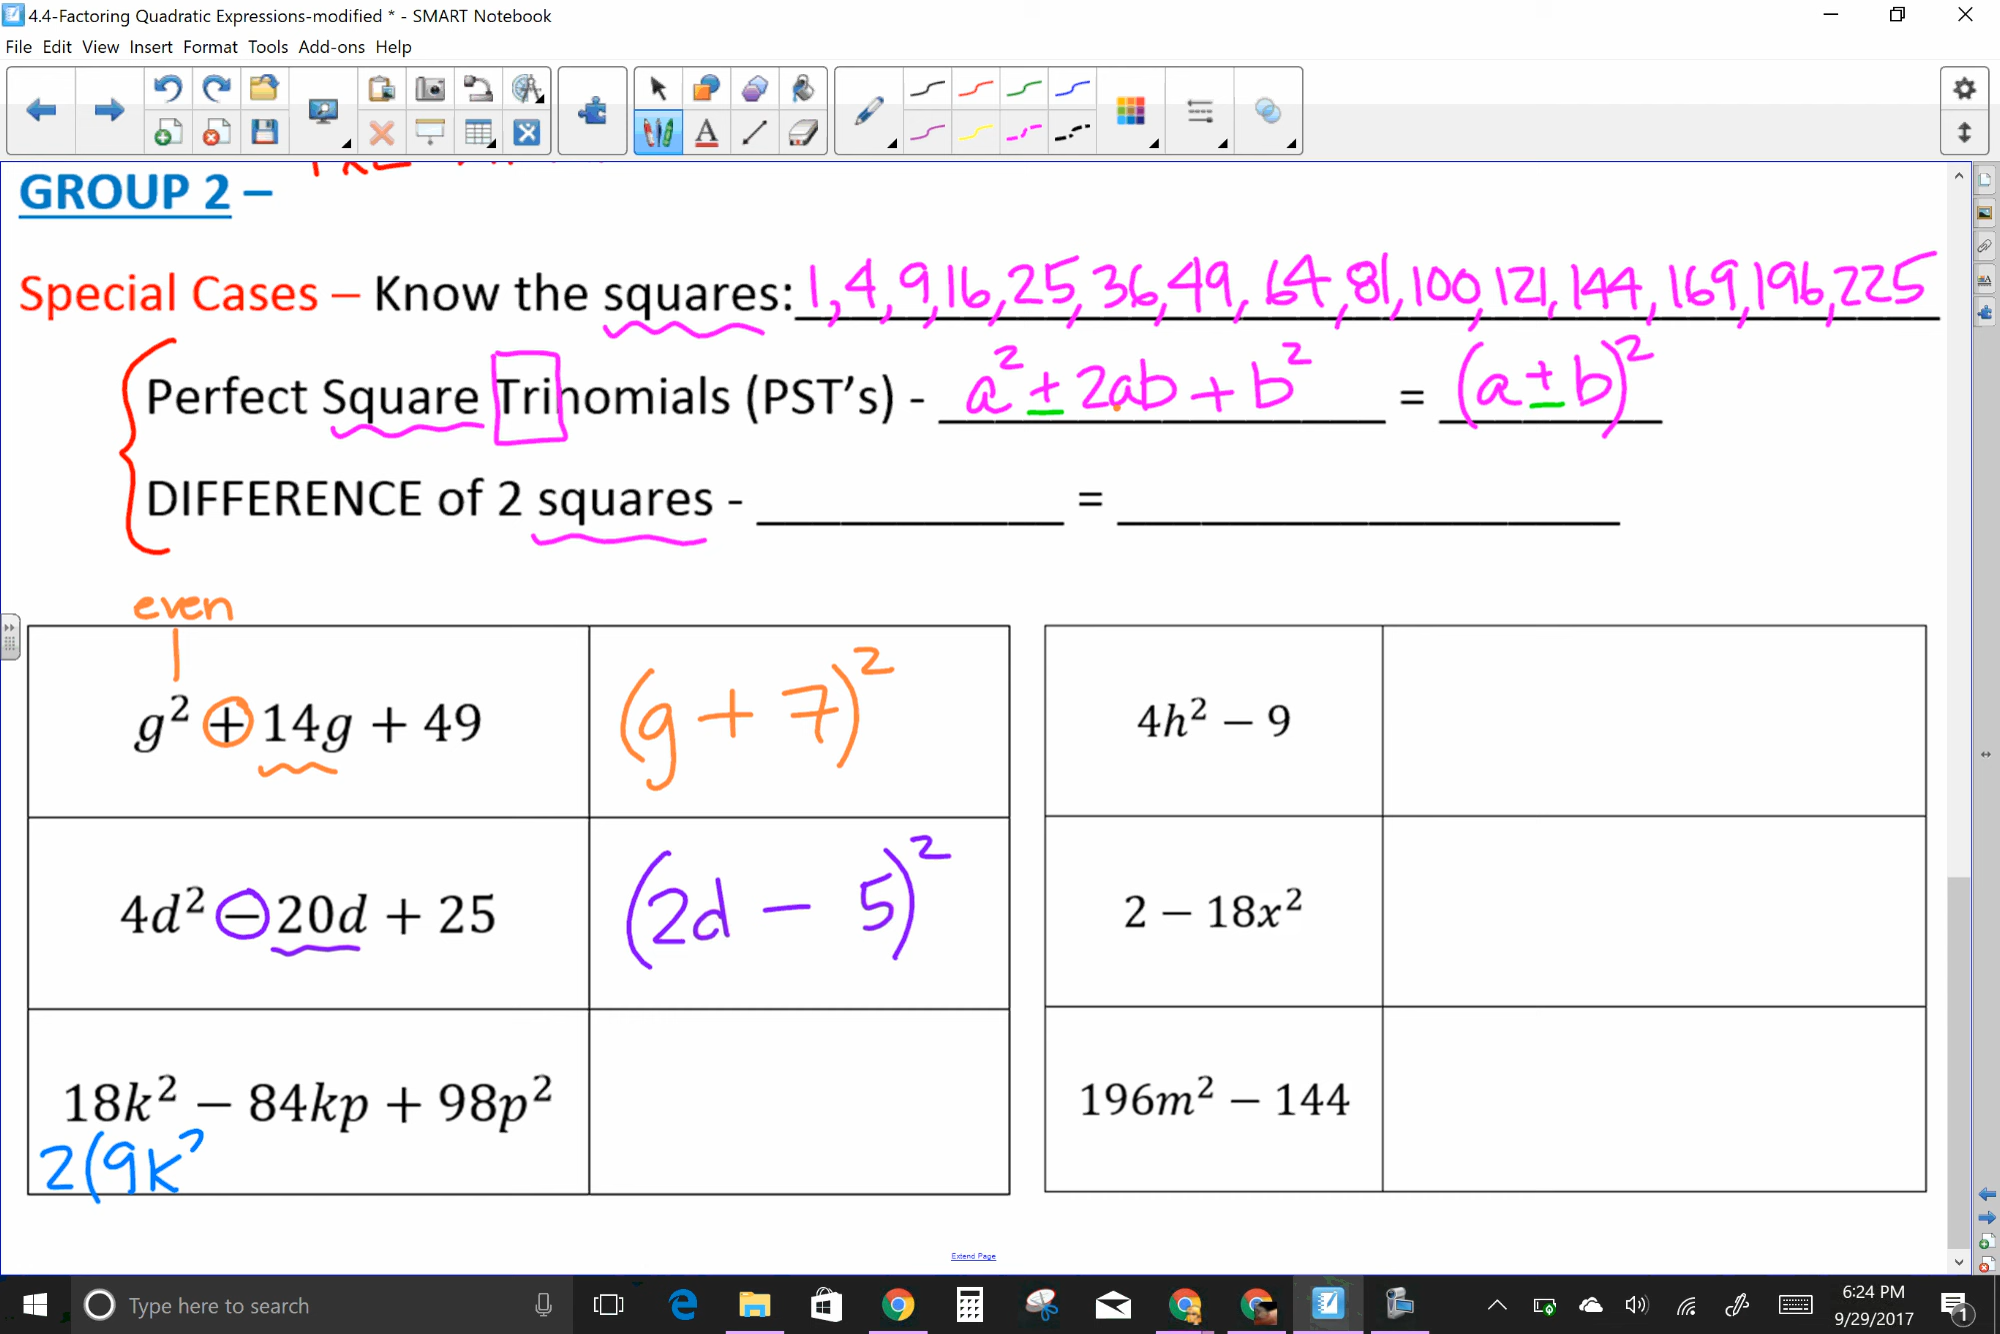 4.4-Factoring Quadratic Expressions-modified * - SMART Notebook
File Edit View Insert Format Tools Add-ons Help
GROUP 2 –
Special Cases – Know the squares: 1, 4, 9, 16, 25, 36, 49, 64, 81, 100, 121, 144, 169, 196, 225
Perfect Square Trinomials (PST's) - a² ± 2ab + b² = (a ± b)²
DIFFERENCE of 2 squares - ____________ = ____________________
even
g² + 14g + 49 (g + 7)² 4h² − 9
4d² − 20d + 25 (2d − 5)² 2 − 18x²
18k² − 84kp + 98p² 196m² − 144
2(9k²
Extend Page
Type here to search
6:24 PM
9/29/2017
1